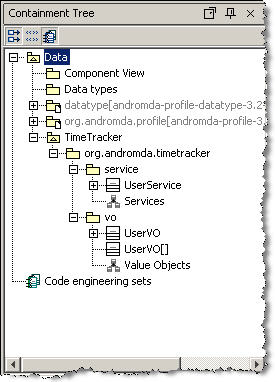 Containment Tree
Data
Component View
Data types
datatype[andromda-profile-datatype-3.2
org.andromda.profile[andromda-profile-3.
TimeTracker
org.andromda.timetracker
service
UserService
Services
vo
UserVO
UserVO[]
Value Objects
Code engineering sets